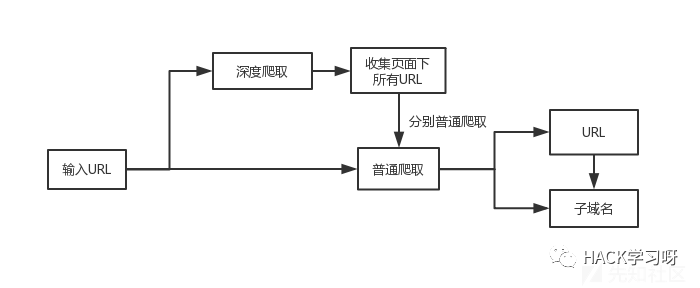 深度爬取
收集页面下
所有URL
分别普通爬取
输入URL
普通爬取
URL
子域名
HACK学习呀
先知社区